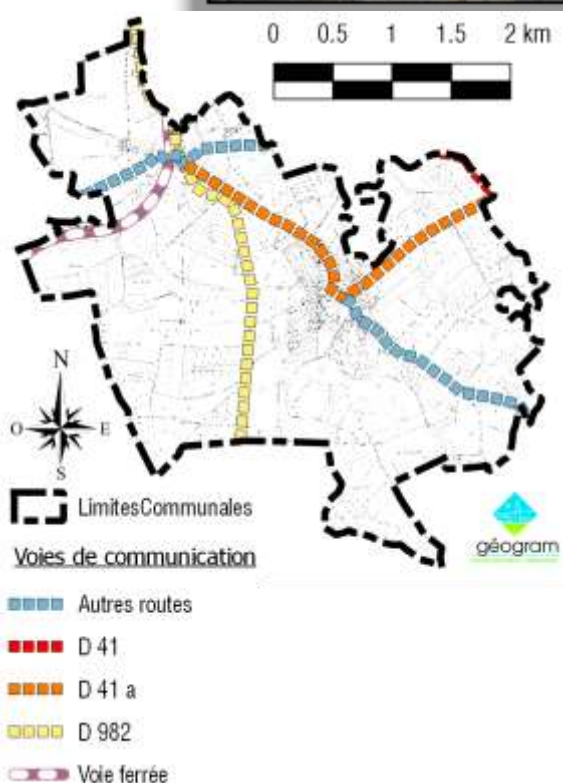 0 0.5 1 1.5 2 km
N
O E
S
LimitesCommunales
géogram
Voies de communication
Autres routes
D 41
D 41 a
D 982
Voie ferrée